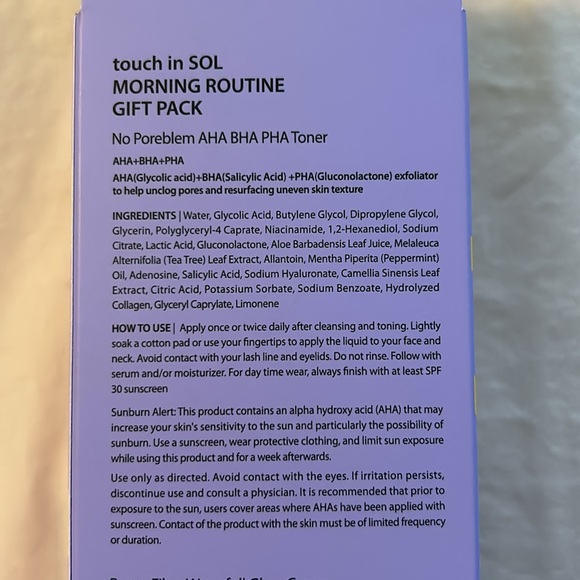 touch in SOL
MORNING ROUTINE
GIFT PACK
No Poreblem AHA BHA PHA Toner
AHA+BHA+PHA
AHA(Glycolic acid)+BHA(Salicylic Acid) +PHA(Gluconolactone) exfoliator
to help unclog pores and resurfacing uneven skin texture
INGREDIENTS | Water, Glycolic Acid, Butylene Glycol, Dipropylene Glycol,
Glycerin, Polyglyceryl-4 Caprate, Niacinamide, 1,2-Hexanediol, Sodium
Citrate, Lactic Acid, Gluconolactone, Aloe Barbadensis Leaf Juice, Melaleuca
Alternifolia (Tea Tree) Leaf Extract, Allantoin, Mentha Piperita (Peppermint)
Oil, Adenosine, Salicylic Acid, Sodium Hyaluronate, Camellia Sinensis Leaf
Extract, Citric Acid, Potassium Sorbate, Sodium Benzoate, Hydrolyzed
Collagen, Glyceryl Caprylate, Limonene
HOW TO USE | Apply once or twice daily after cleansing and toning. Lightly
soak a cotton pad or use your fingertips to apply the liquid to your face and
neck. Avoid contact with your lash line and eyelids. Do not rinse. Follow with
serum and/or moisturizer. For day time wear, always finish with at least SPF
30 sunscreen
Sunburn Alert: This product contains an alpha hydroxy acid (AHA) that may
increase your skin's sensitivity to the sun and particularly the possibility of
sunburn. Use a sunscreen, wear protective clothing, and limit sun exposure
while using this product and for a week afterwards.
Use only as directed. Avoid contact with the eyes. If irritation persists,
discontinue use and consult a physician. It is recommended that prior to
exposure to the sun, users cover areas where AHAs have been applied with
sunscreen. Contact of the product with the skin must be of limited frequency
or duration.